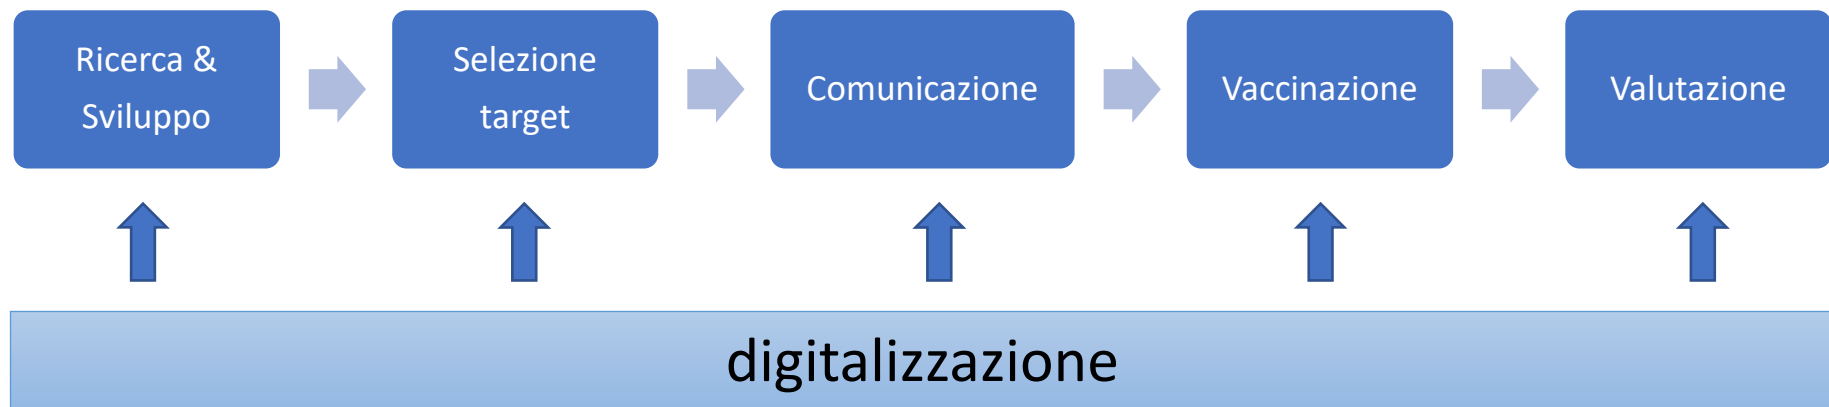 Ricerca &
Sviluppo
Selezione
target
Comunicazione
Vaccinazione
Valutazione
digitalizzazione